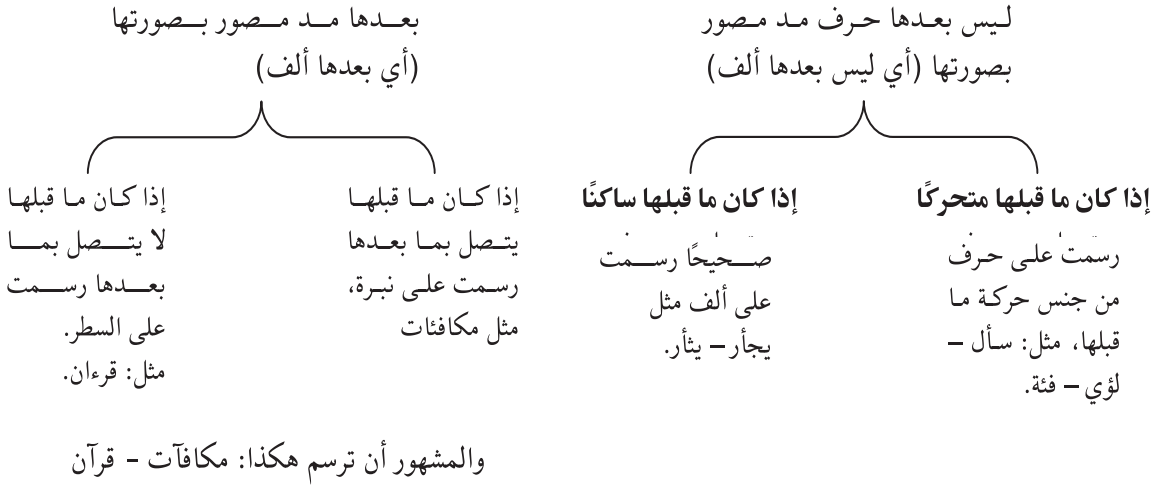 ليس بعدها حرف مد مصور
بصورتها (أي ليس بعدها ألف)
إذا كان ما قبلها متحركًا
رسمت على حرف
من جنس حركة ما
قبلها، مثل: سأل –
لؤي – فئة.
إذا كان ما قبلها ساكنًا
صحيحًا رسمت
على ألف مثل
يجأر – يثأر.
بعدها مد مصور بصورتها
(أي بعدها ألف)
إذا كان ما قبلها
يتصل بما بعدها
رسمت على نبرة،
مثل مكافئات
إذا كان ما قبلها
لا يتصل بما
بعدها رسمت
على السطر.
مثل: قرءان.
والمشهور أن ترسم هكذا: مكافآت - قرآن